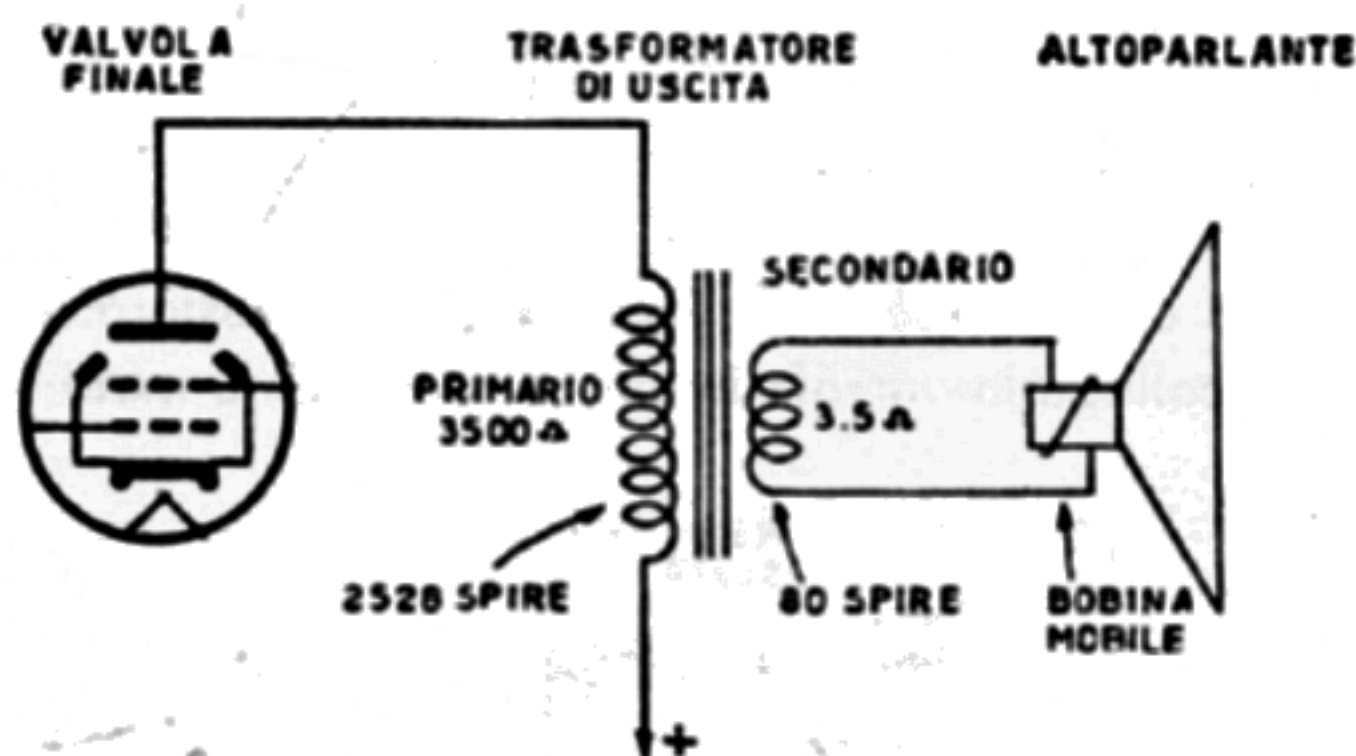 VALVOLA
FINALE
TRASFORMATORE
DI USCITA
ALTOPARLANTE
SECONDARIO
PRIMARIO
3500 Ω
3.5 Ω
2528 SPIRE
80 SPIRE
BOBINA
MOBILE
+